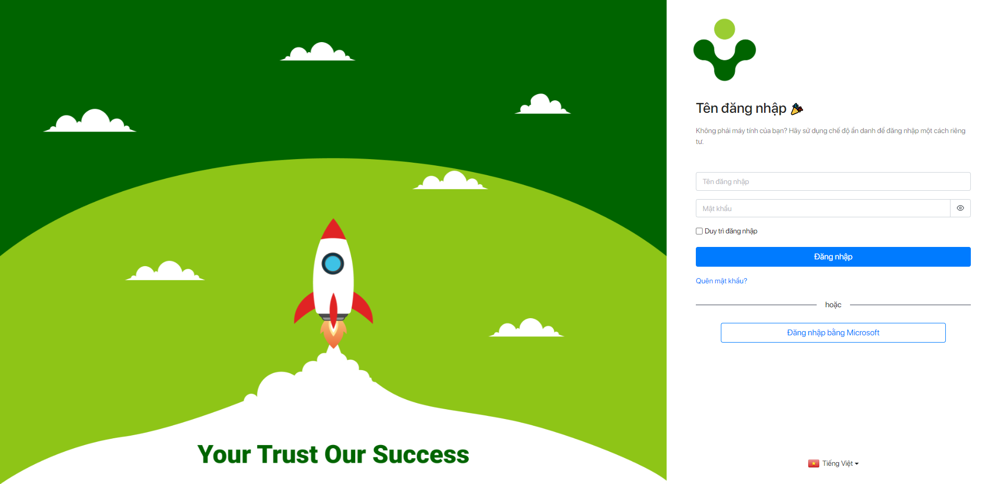 Your Trust Our Success
Tên đăng nhập
Không phải máy tính của bạn? Hãy sử dụng chế độ ẩn danh để đăng nhập một cách riêng
tư.
Tên đăng nhập
Mật khẩu
Duy trì đăng nhập
Đăng nhập
Quên mật khẩu?
hoặc
Đăng nhập bằng Microsoft
Tiếng Việt